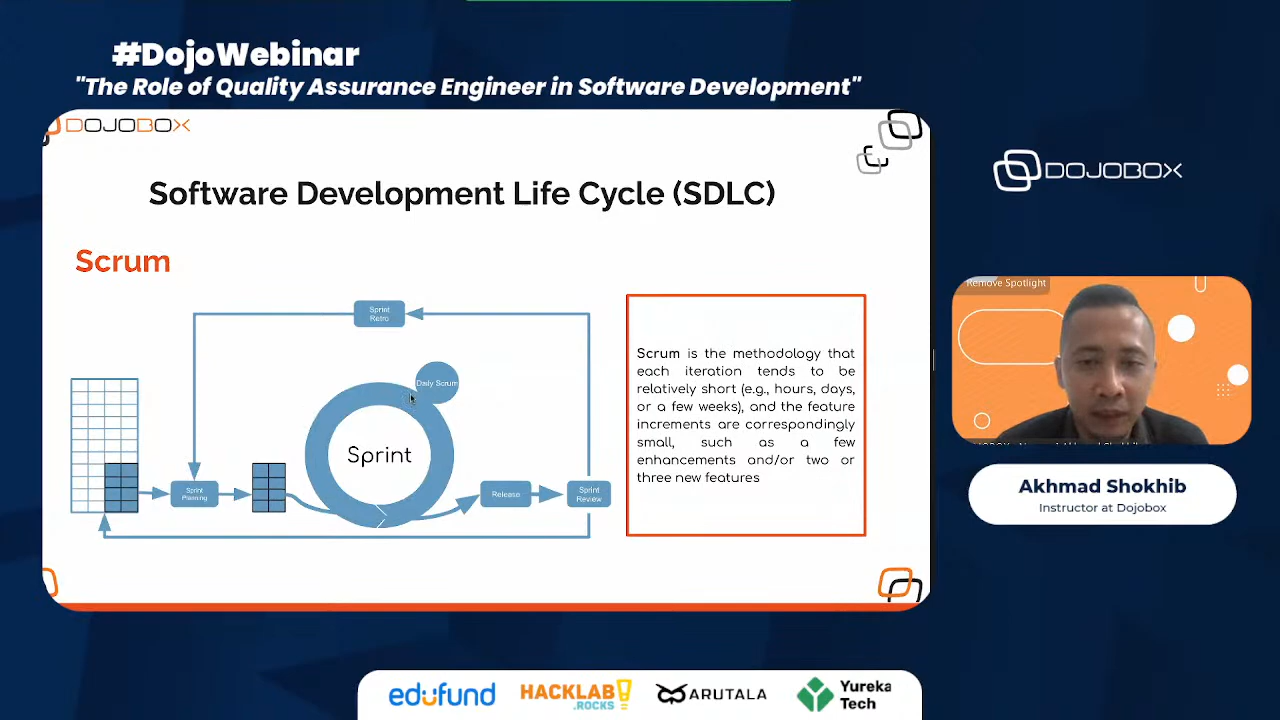 #DojoWebinar
"The Role of Quality Assurance Engineer in Software Development"
DOJOBOX
Software Development Life Cycle (SDLC)
Scrum
Sprint
Retro
Daily Scrum
Sprint
Sprint
Planning
Release
Sprint
Review
Scrum is the methodology that
each iteration tends to be
relatively short (e.g., hours, days,
or a few weeks), and the feature
increments are correspondingly
small, such as a few
enhancements and/or two or
three new features
DOJOBOX
Remove Spotlight
Akhmad Shokhib
Instructor at Dojobox
edufund
HACKLAB!
.ROCKS
ARUTALA
Yureka
Tech